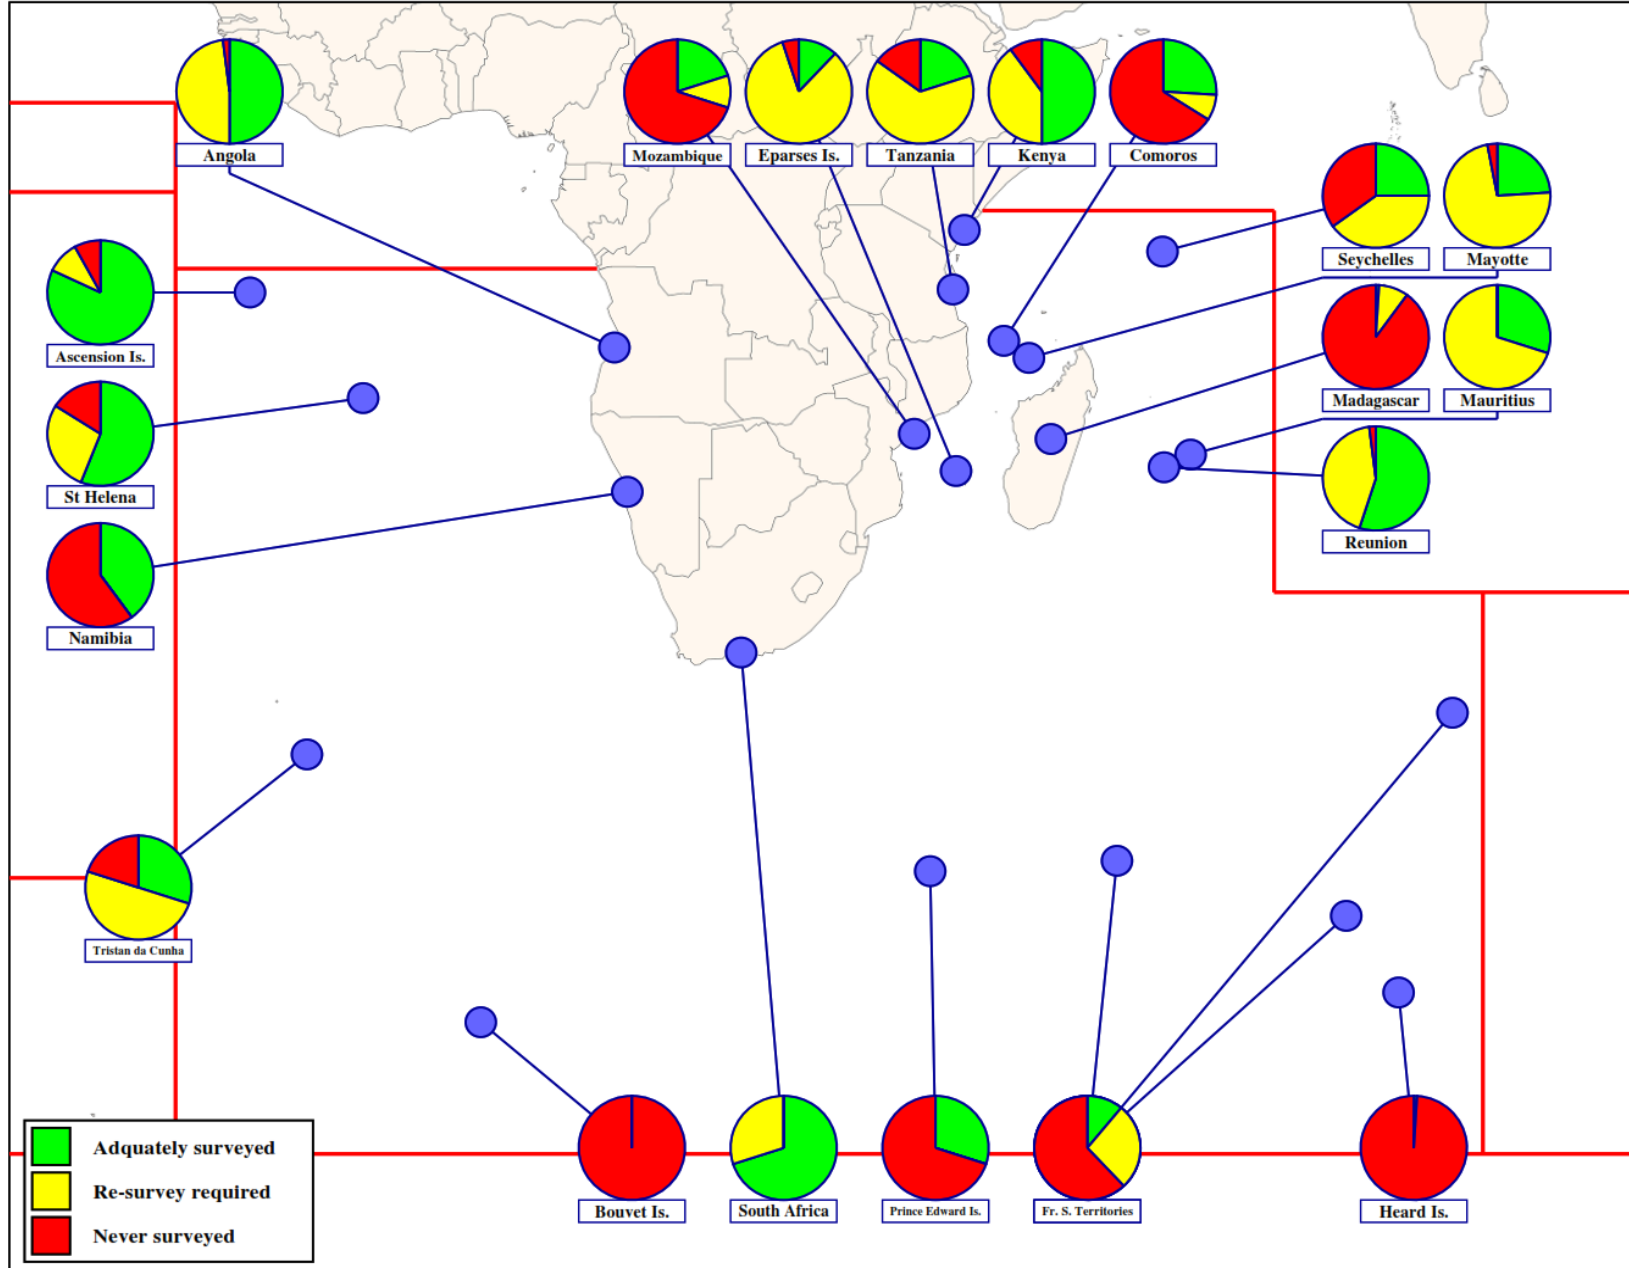 Angola
Mozambique
Eparses Is.
Tanzania
Kenya
Comoros
Seychelles
Mayotte
Ascension Is.
Madagascar
Mauritius
St Helena
Reunion
Namibia
Tristan da Cunha
Bouvet Is.
South Africa
Prince Edward Is.
Fr. S. Territories
Heard Is.
Adquately surveyed
Re-survey required
Never surveyed